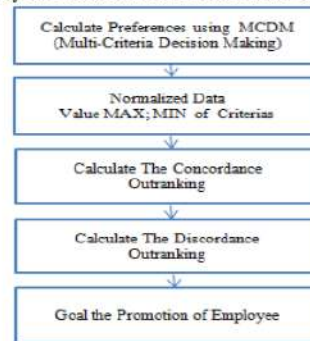 Calculate Preferences using MCDM
(Multi-Criteria Decision Making)
Normalized Data
Value MAX;MIN of Criterias
Calculate The Concordance
Outranking
Calculate The Discordance
Outranking
Goal the Promotion of Employee